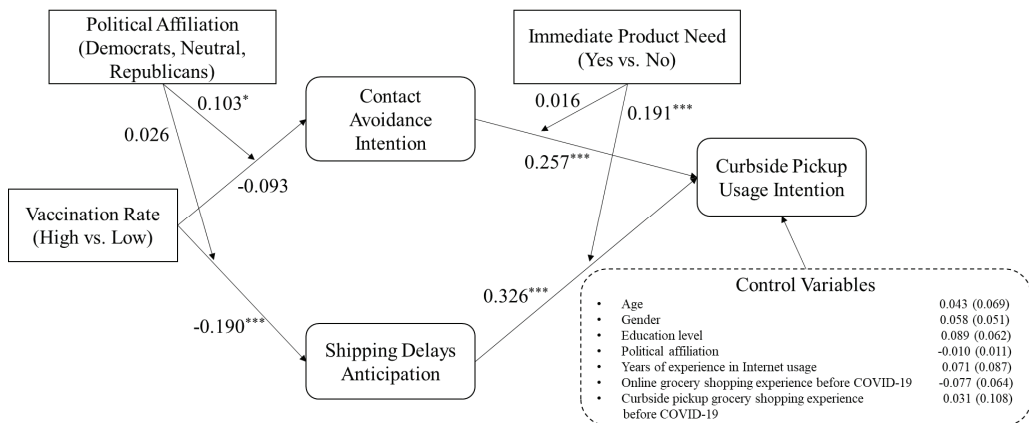 Political Affiliation
(Democrats, Neutral,
Republicans)
Immediate Product Need
(Yes vs. No)
0.103*
0.026
Contact
Avoidance
Intention
0.016
0.191***
0.257***
-0.093
Curbside Pickup
Usage Intention
Vaccination Rate
(High vs. Low)
0.326***
-0.190***
Shipping Delays
Anticipation
Control Variables
• Age 0.043 (0.069)
• Gender 0.058 (0.051)
• Education level 0.089 (0.062)
• Political affiliation -0.010 (0.011)
• Years of experience in Internet usage 0.071 (0.087)
• Online grocery shopping experience before COVID-19 -0.077 (0.064)
• Curbside pickup grocery shopping experience 0.031 (0.108)
before COVID-19